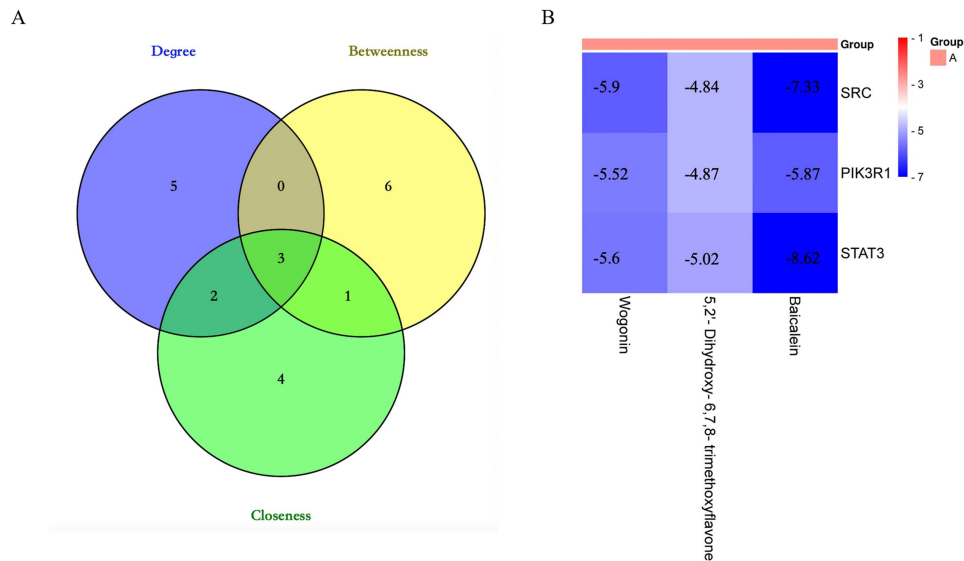 A
B
Degree
Betweenness
5
0
6
3
2
1
4
Closeness
Group
-5.9
-4.84
-7.33
SRC
-5.52
-4.87
-5.87
PIK3R1
-5.6
-5.02
-8.62
STAT3
Wogonin
5,2'- Dihydroxy- 6,7,8- trimethoxyflavone
Baicalein
- 1
- 3
- 5
- 7
Group
A